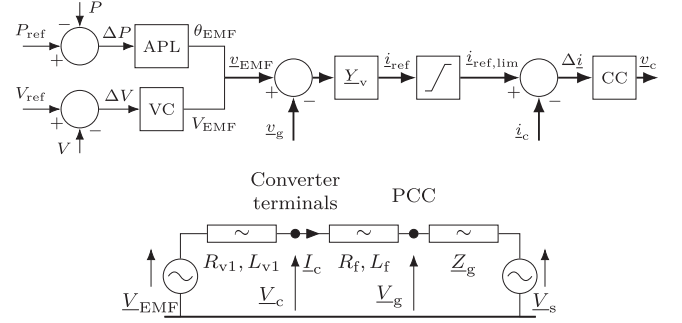 P
P_ref − ΔP APL θ_EMF
+
v_EMF Y_v i_ref i_ref,lim Δi CC v_c
+ − + −
V_ref ΔV VC
+ − V_EMF v_g i_c
V
Converter
terminals PCC
R_v1, L_v1 I_c R_f, L_f Z_g
V_EMF V_c V_g V_s